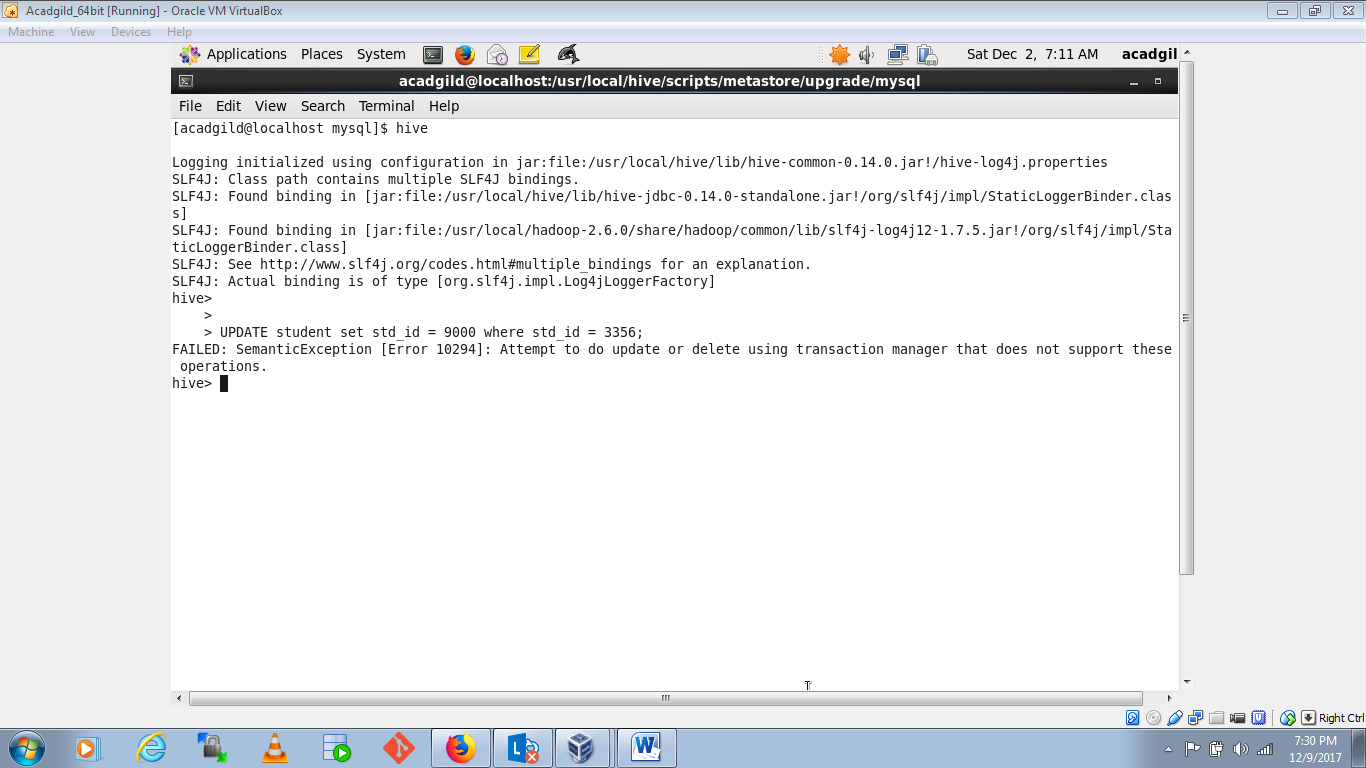 Acadgild_64bit [Running] - Oracle VM VirtualBox
Machine View Devices Help
Applications Places System Sat Dec 2, 7:11 AM acadgil
acadgild@localhost:/usr/local/hive/scripts/metastore/upgrade/mysql
File Edit View Search Terminal Help
[acadgild@localhost mysql]$ hive
Logging initialized using configuration in jar:file:/usr/local/hive/lib/hive-common-0.14.0.jar!/hive-log4j.properties
SLF4J: Class path contains multiple SLF4J bindings.
SLF4J: Found binding in [jar:file:/usr/local/hive/lib/hive-jdbc-0.14.0-standalone.jar!/org/slf4j/impl/StaticLoggerBinder.clas
s]
SLF4J: Found binding in [jar:file:/usr/local/hadoop-2.6.0/share/hadoop/common/lib/slf4j-log4j12-1.7.5.jar!/org/slf4j/impl/Sta
ticLoggerBinder.class]
SLF4J: See http://www.slf4j.org/codes.html#multiple_bindings for an explanation.
SLF4J: Actual binding is of type [org.slf4j.impl.Log4jLoggerFactory]
hive>
>
> UPDATE student set std_id = 9000 where std_id = 3356;
FAILED: SemanticException [Error 10294]: Attempt to do update or delete using transaction manager that does not support these
operations.
hive>
Right Ctrl
7:30 PM
12/9/2017